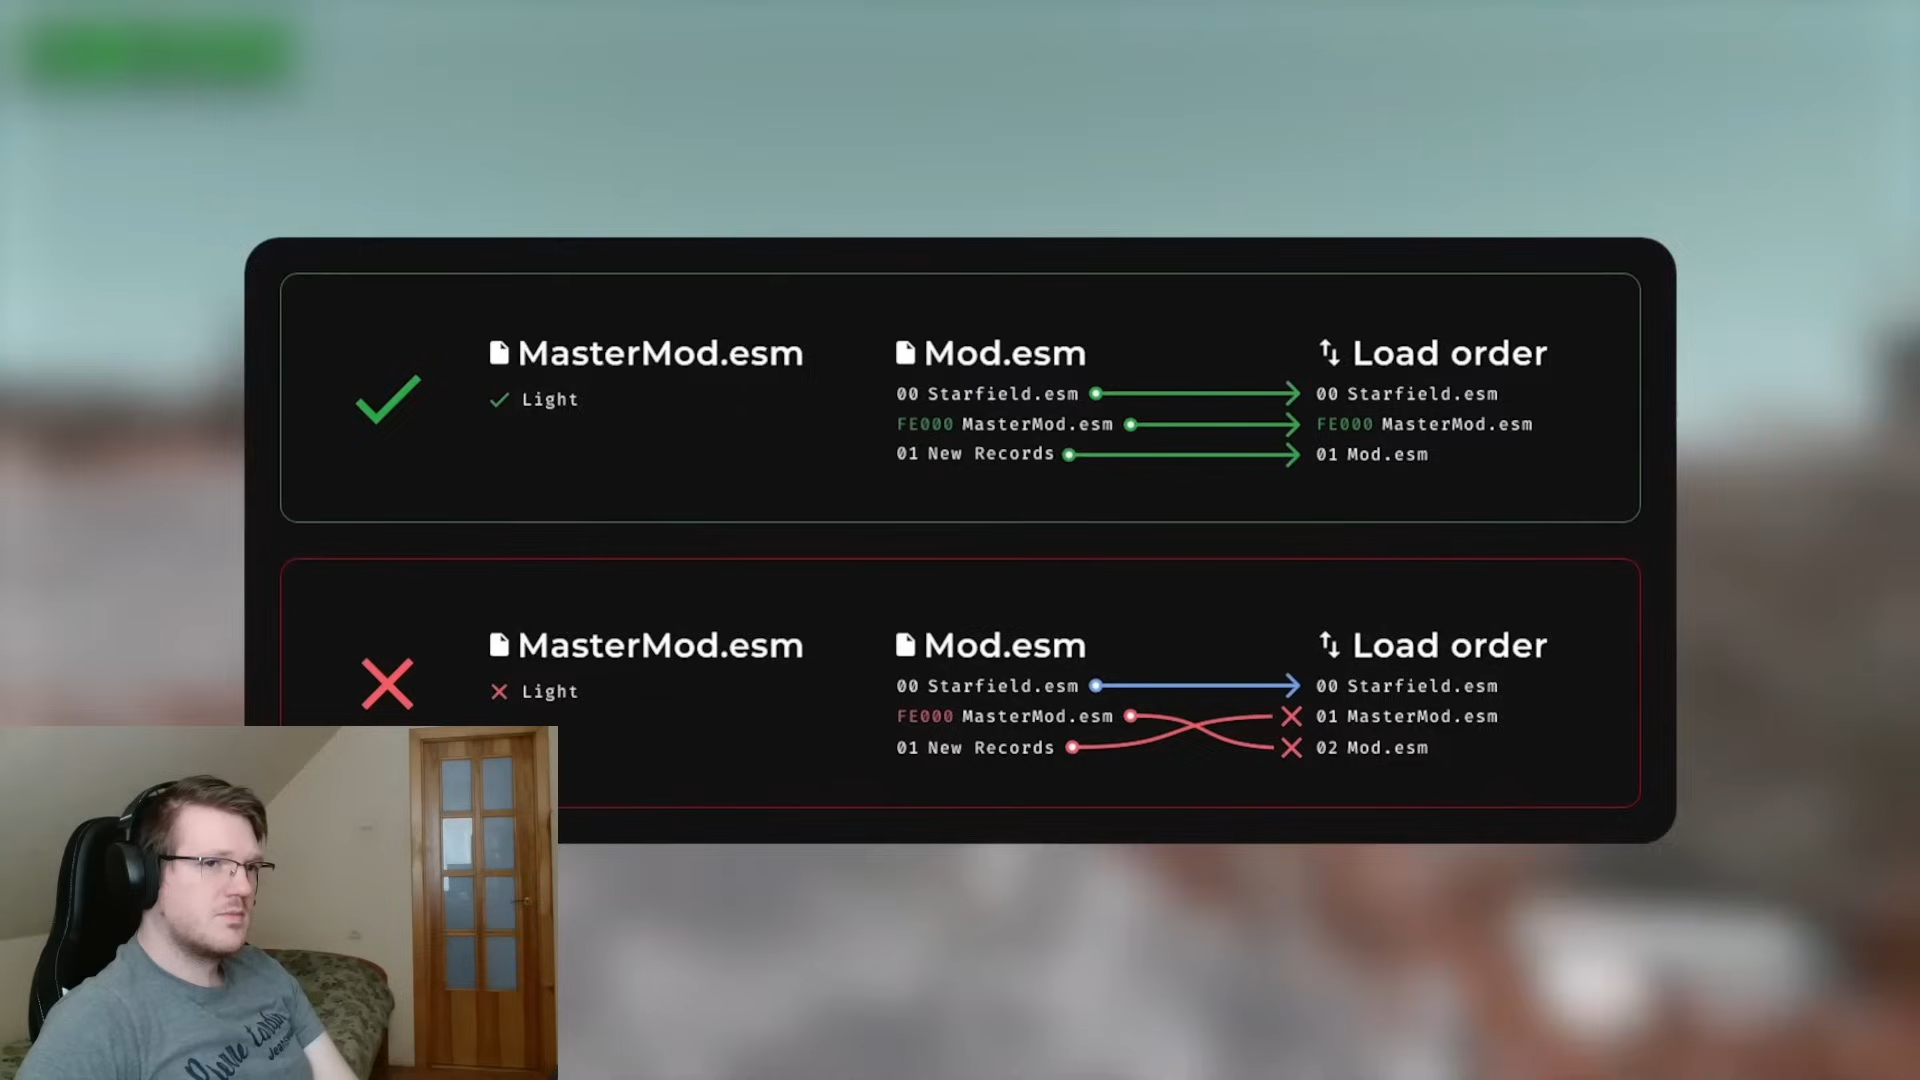 MasterMod.esm
Light
Mod.esm
00 Starfield.esm
FE000 MasterMod.esm
01 New Records
Load order
00 Starfield.esm
FE000 MasterMod.esm
01 Mod.esm
MasterMod.esm
Light
Mod.esm
00 Starfield.esm
FE000 MasterMod.esm
01 New Records
Load order
00 Starfield.esm
01 MasterMod.esm
02 Mod.esm
Pierre Cardin